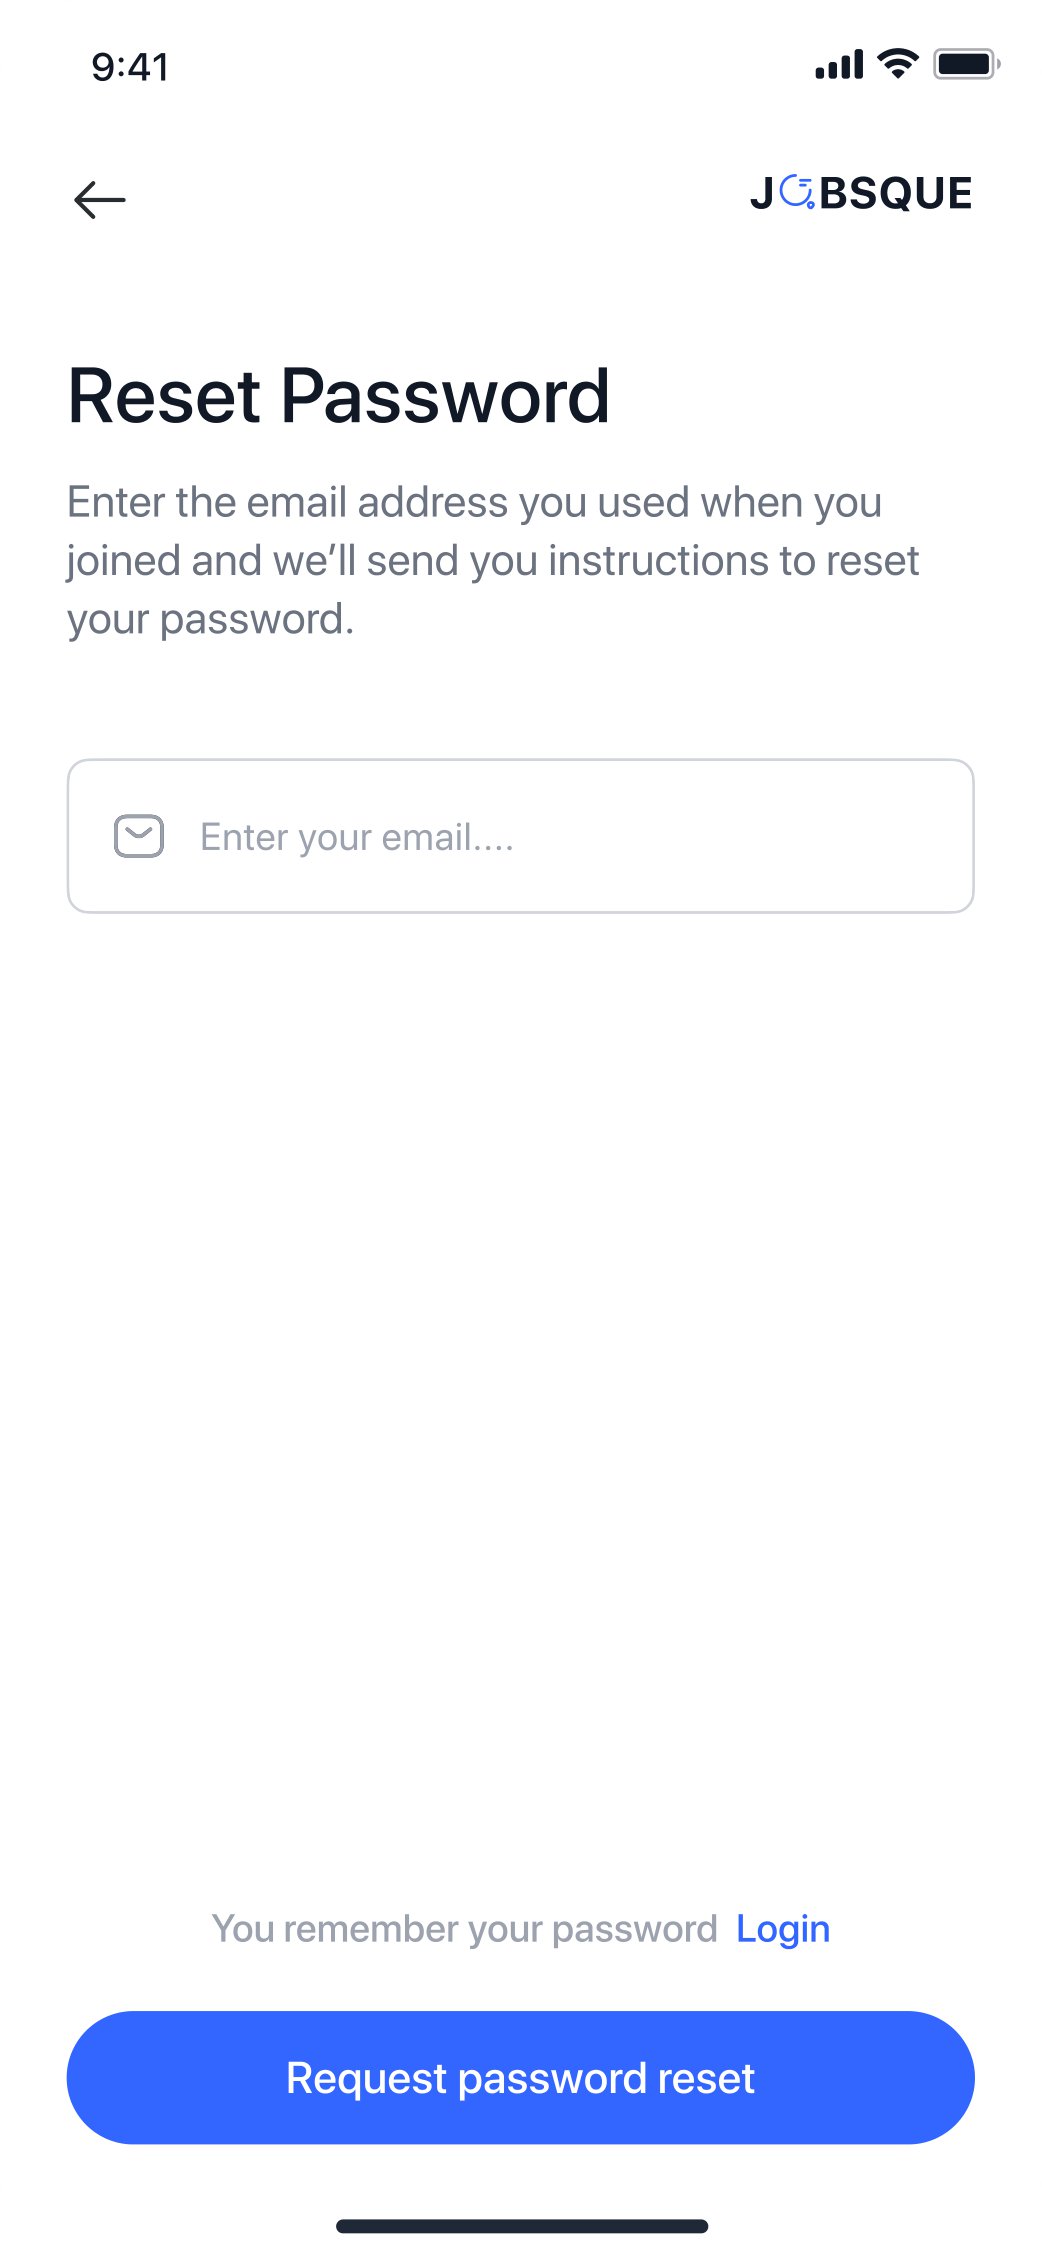 9:41
JOBSQUE
Reset Password
Enter the email address you used when you
joined and we’ll send you instructions to reset
your password.
Enter your email....
You remember your password Login
Request password reset